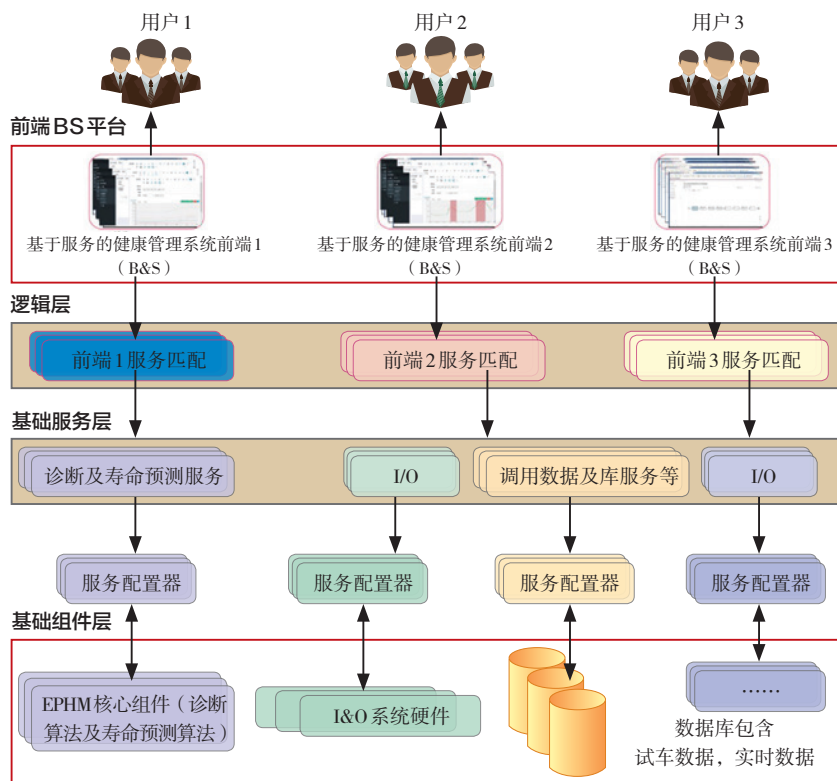 用户1
用户2
用户3
前端BS平台
基于服务的健康管理系统前端1
（B&S）
基于服务的健康管理系统前端2
（B&S）
基于服务的健康管理系统前端3
（B&S）
逻辑层
前端1服务匹配
前端2服务匹配
前端3服务匹配
基础服务层
诊断及寿命预测服务
I/O
调用数据及库服务等
I/O
服务配置器
服务配置器
服务配置器
服务配置器
基础组件层
EPHM核心组件（诊断
算法及寿命预测算法）
I&O系统硬件
……
数据库包含
试车数据，实时数据